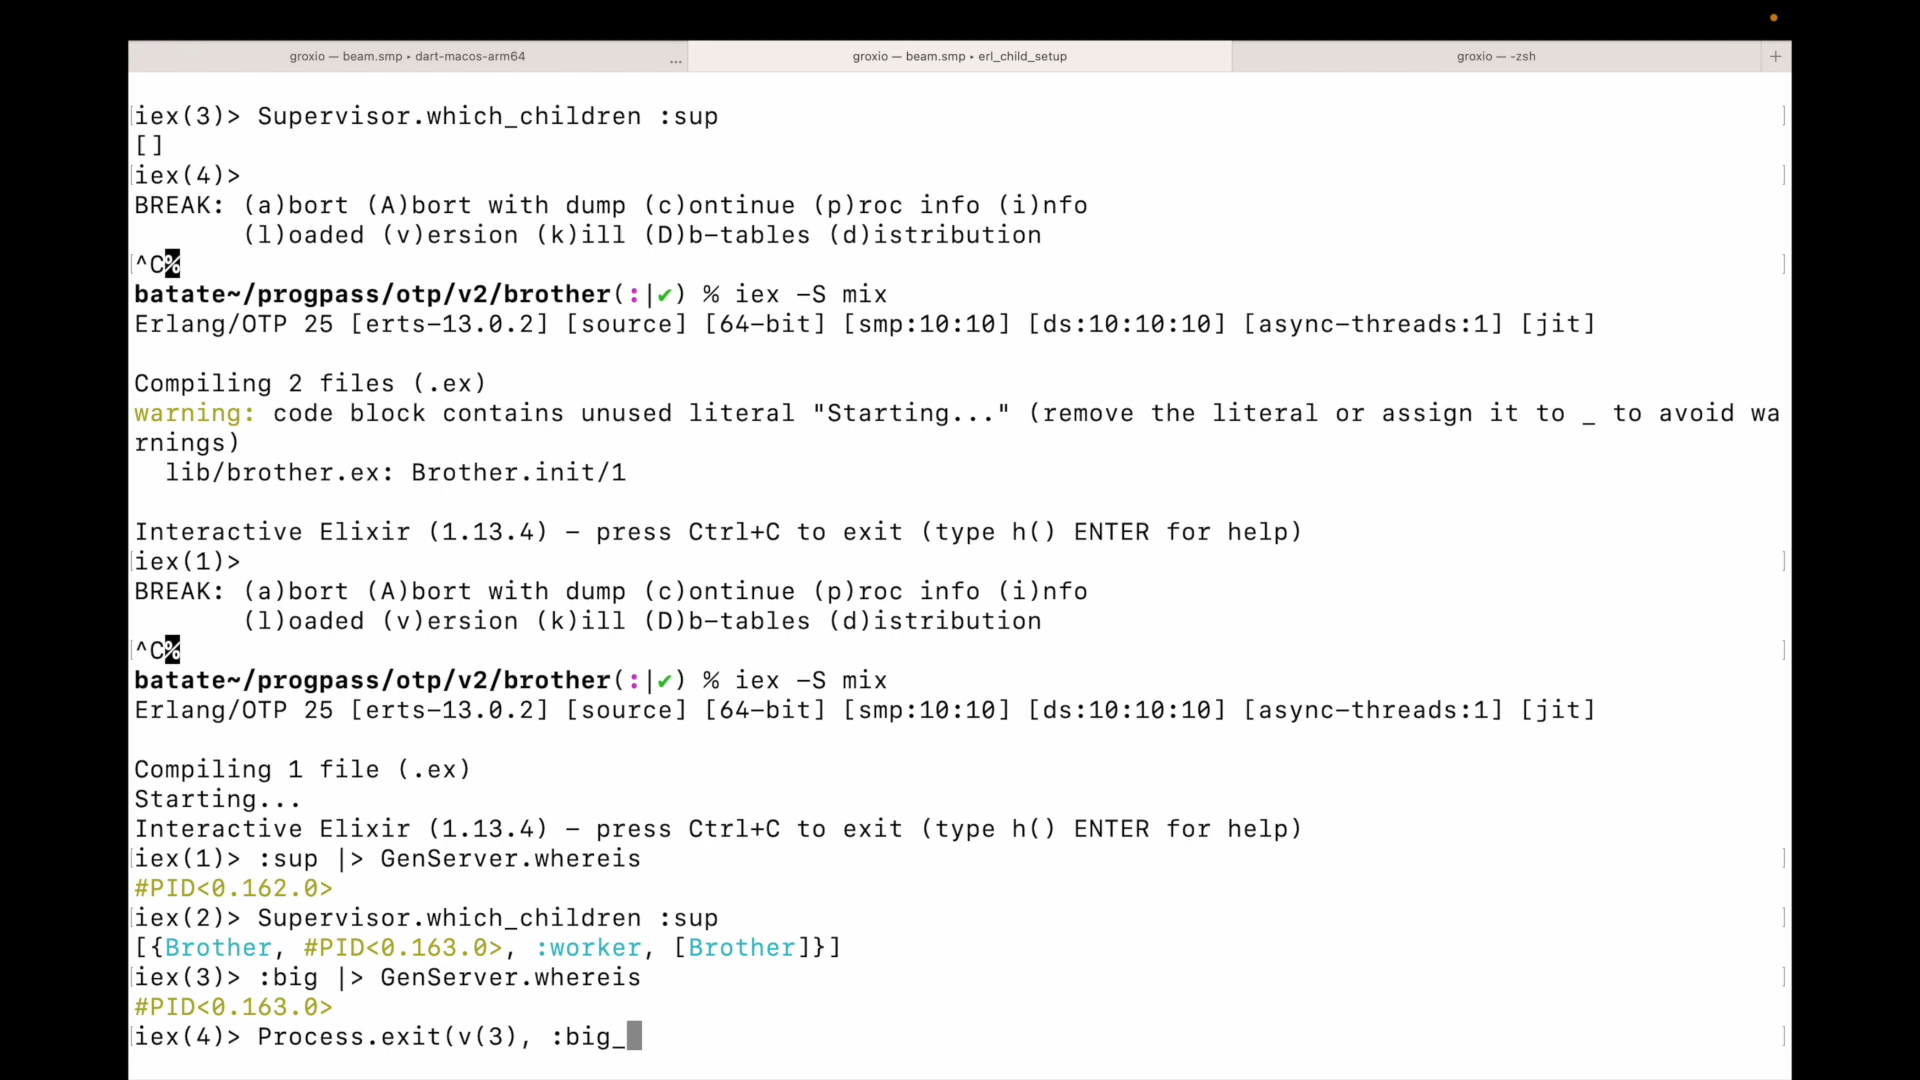 groxio — beam.smp ▸ dart-macos-arm64 ... groxio — beam.smp ▸ erl_child_setup groxio — -zsh +
iex(3)> Supervisor.which_children :sup
[]
iex(4)>
BREAK: (a)bort (A)bort with dump (c)ontinue (p)roc info (i)nfo
(l)oaded (v)ersion (k)ill (D)b-tables (d)istribution
^C%
batate~/progpass/otp/v2/brother(:|✔) % iex -S mix
Erlang/OTP 25 [erts-13.0.2] [source] [64-bit] [smp:10:10] [ds:10:10:10] [async-threads:1] [jit]
Compiling 2 files (.ex)
warning: code block contains unused literal "Starting..." (remove the literal or assign it to _ to avoid wa
rnings)
lib/brother.ex: Brother.init/1
Interactive Elixir (1.13.4) - press Ctrl+C to exit (type h() ENTER for help)
iex(1)>
BREAK: (a)bort (A)bort with dump (c)ontinue (p)roc info (i)nfo
(l)oaded (v)ersion (k)ill (D)b-tables (d)istribution
^C%
batate~/progpass/otp/v2/brother(:|✔) % iex -S mix
Erlang/OTP 25 [erts-13.0.2] [source] [64-bit] [smp:10:10] [ds:10:10:10] [async-threads:1] [jit]
Compiling 1 file (.ex)
Starting...
Interactive Elixir (1.13.4) - press Ctrl+C to exit (type h() ENTER for help)
iex(1)> :sup |> GenServer.whereis
#PID<0.162.0>
iex(2)> Supervisor.which_children :sup
[{Brother, #PID<0.163.0>, :worker, [Brother]}]
iex(3)> :big |> GenServer.whereis
#PID<0.163.0>
iex(4)> Process.exit(v(3), :big_